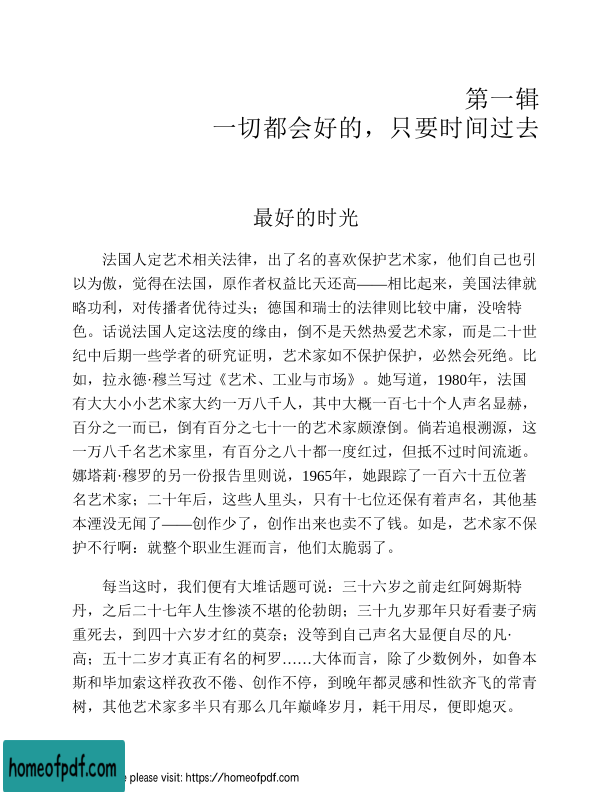 第一辑
一切都会好的，只要时间过去
最好的时光
法国人定艺术相关法律，出了名的喜欢保护艺术家，他们自己也引
以为傲，觉得在法国，原作者权益比天还高——相比起来，美国法律就
略功利，对传播者优待过头；德国和瑞士的法律则比较中庸，没啥特
色。话说法国人定这法度的缘由，倒不是天然热爱艺术家，而是二十世
纪中后期一些学者的研究证明，艺术家如不保护保护，必然会死绝。比
如，拉永德·穆兰写过《艺术、工业与市场》。她写道，1980年，法国
有大大小小艺术家大约一万八千人，其中大概一百七十个人声名显赫，
百分之一而已，倒有百分之七十一的艺术家颇潦倒。倘若追根溯源，这
一万八千名艺术家里，有百分之八十都一度红过，但抵不过时间流逝。
娜塔莉·穆罗的另一份报告里则说，1965年，她跟踪了一百六十五位著
名艺术家；二十年后，这些人里头，只有十七位还保有着声名，其他基
本湮没无闻了——创作少了，创作出来也卖不了钱。如是，艺术家不保
护不行啊：就整个职业生涯而言，他们太脆弱了。
每当这时，我们便有大堆话题可说：三十六岁之前走红阿姆斯特
丹，之后二十七年人生惨淡不堪的伦勃朗；三十九岁那年只好看妻子病
重死去，到四十六岁才红的莫奈；没等到自己声名大显便自尽的凡·
高；五十二岁才真正有名的柯罗……大体而言，除了少数例外，如鲁本
斯和毕加索这样孜孜不倦、创作不停，到晚年都灵感和性欲齐飞的常青
树，其他艺术家多半只有那么几年巅峰岁月，耗干用尽，便即熄灭。
homeofpdf.com
please visit: https://homeofpdf.com